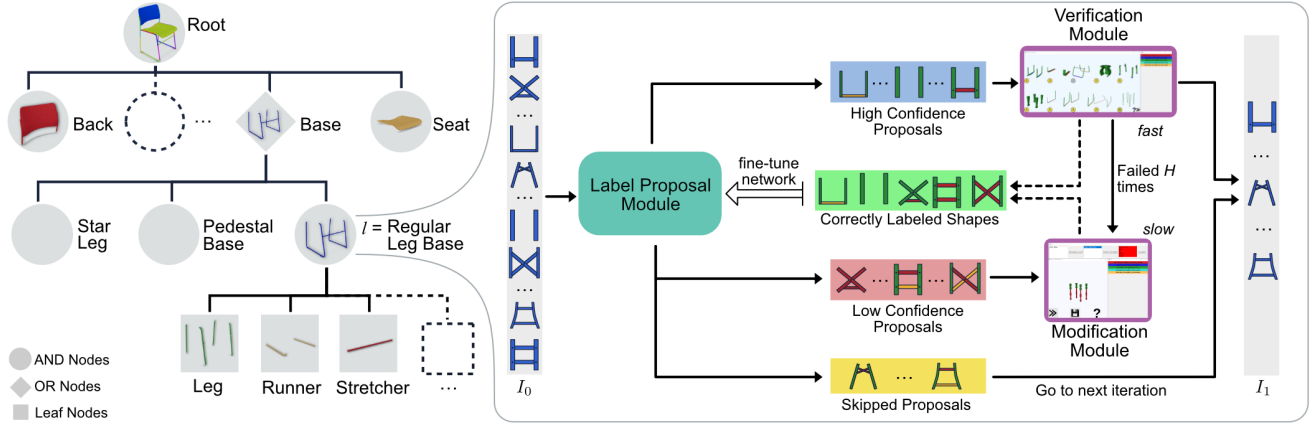 Root
Back
...
Base
Seat
Star
Leg
Pedestal
Base
l = Regular
Leg Base
Leg
Runner
Stretcher
...
AND Nodes
OR Nodes
Leaf Nodes
...
...
...
I₀
Label Proposal
Module
... ...
High Confidence
Proposals
Verification
Module
fast
Failed H
times
fine-tune
network
Correctly Labeled Shapes
slow
... ...
Low Confidence
Proposals
?
Modification
Module
...
Skipped Proposals
Go to next iteration
...
...
I₁